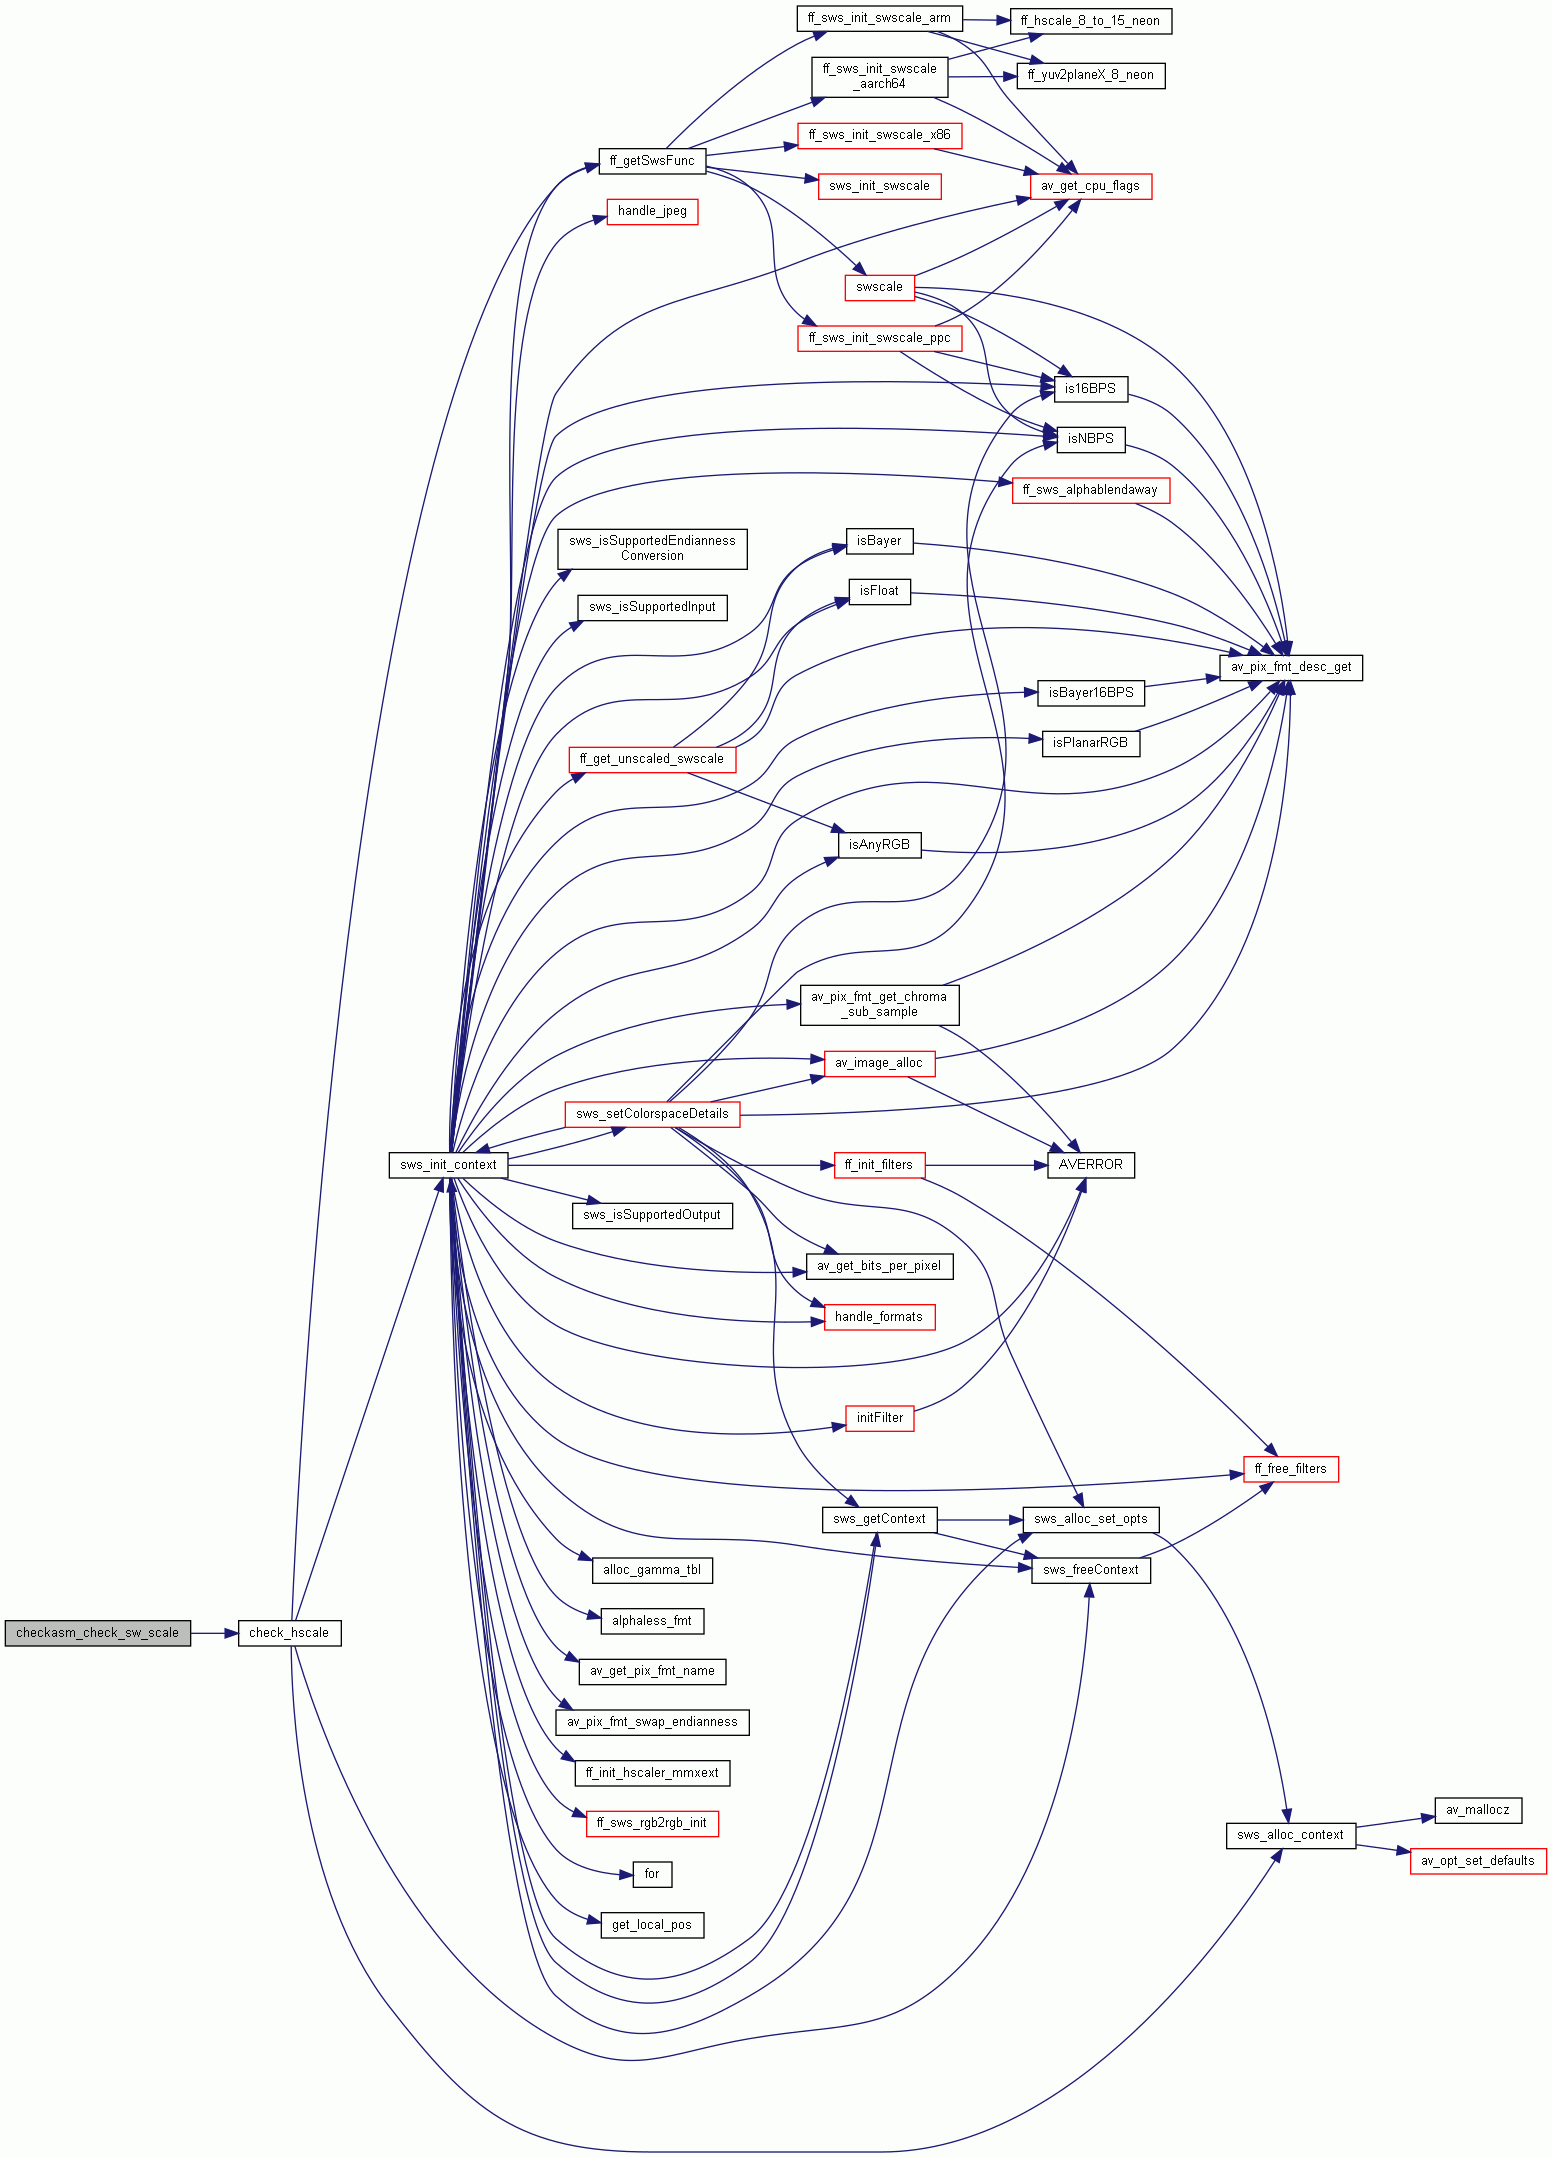 ff_sws_init_swscale_arm
ff_hscale_8_to_15_neon
ff_sws_init_swscale
_aarch64
ff_yuv2planeX_8_neon
ff_sws_init_swscale_x86
ff_getSwsFunc
sws_init_swscale
av_get_cpu_flags
handle_jpeg
swscale
ff_sws_init_swscale_ppc
is16BPS
isNBPS
ff_sws_alphablendaway
sws_isSupportedEndianness
Conversion
isBayer
isFloat
sws_isSupportedInput
av_pix_fmt_desc_get
isBayer16BPS
isPlanarRGB
ff_get_unscaled_swscale
isAnyRGB
av_pix_fmt_get_chroma
_sub_sample
av_image_alloc
sws_setColorspaceDetails
sws_init_context
ff_init_filters
AVERROR
sws_isSupportedOutput
av_get_bits_per_pixel
handle_formats
initFilter
ff_free_filters
sws_getContext
sws_alloc_set_opts
alloc_gamma_tbl
sws_freeContext
alphaless_fmt
checkasm_check_sw_scale
check_hscale
av_get_pix_fmt_name
av_pix_fmt_swap_endianness
ff_init_hscaler_mmxext
av_mallocz
ff_sws_rgb2rgb_init
sws_alloc_context
av_opt_set_defaults
for
get_local_pos